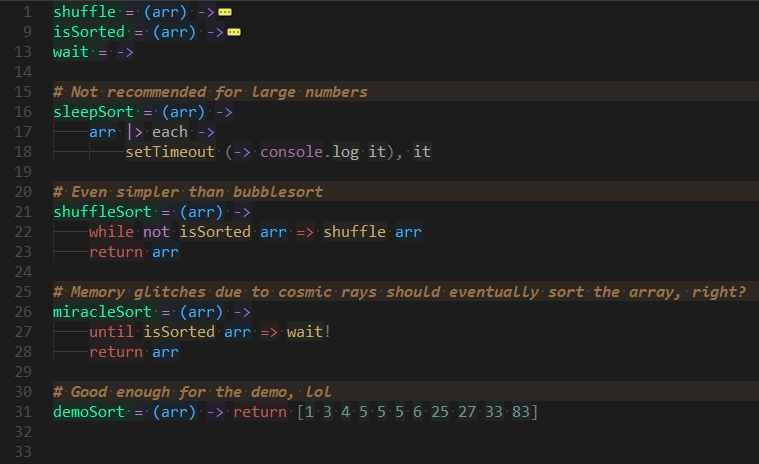 1 shuffle = (arr) ->
9 isSorted = (arr) ->
13 wait = ->
14
15 # Not recommended for large numbers
16 sleepSort = (arr) ->
17 arr |> each ->
18 setTimeout (-> console.log it), it
19
20 # Even simpler than bubblesort
21 shuffleSort = (arr) ->
22 while not isSorted arr => shuffle arr
23 return arr
24
25 # Memory glitches due to cosmic rays should eventually sort the array, right?
26 miracleSort = (arr) ->
27 until isSorted arr => wait!
28 return arr
29
30 # Good enough for the demo, lol
31 demoSort = (arr) -> return [1 3 4 5 5 5 6 25 27 33 83]
32
33